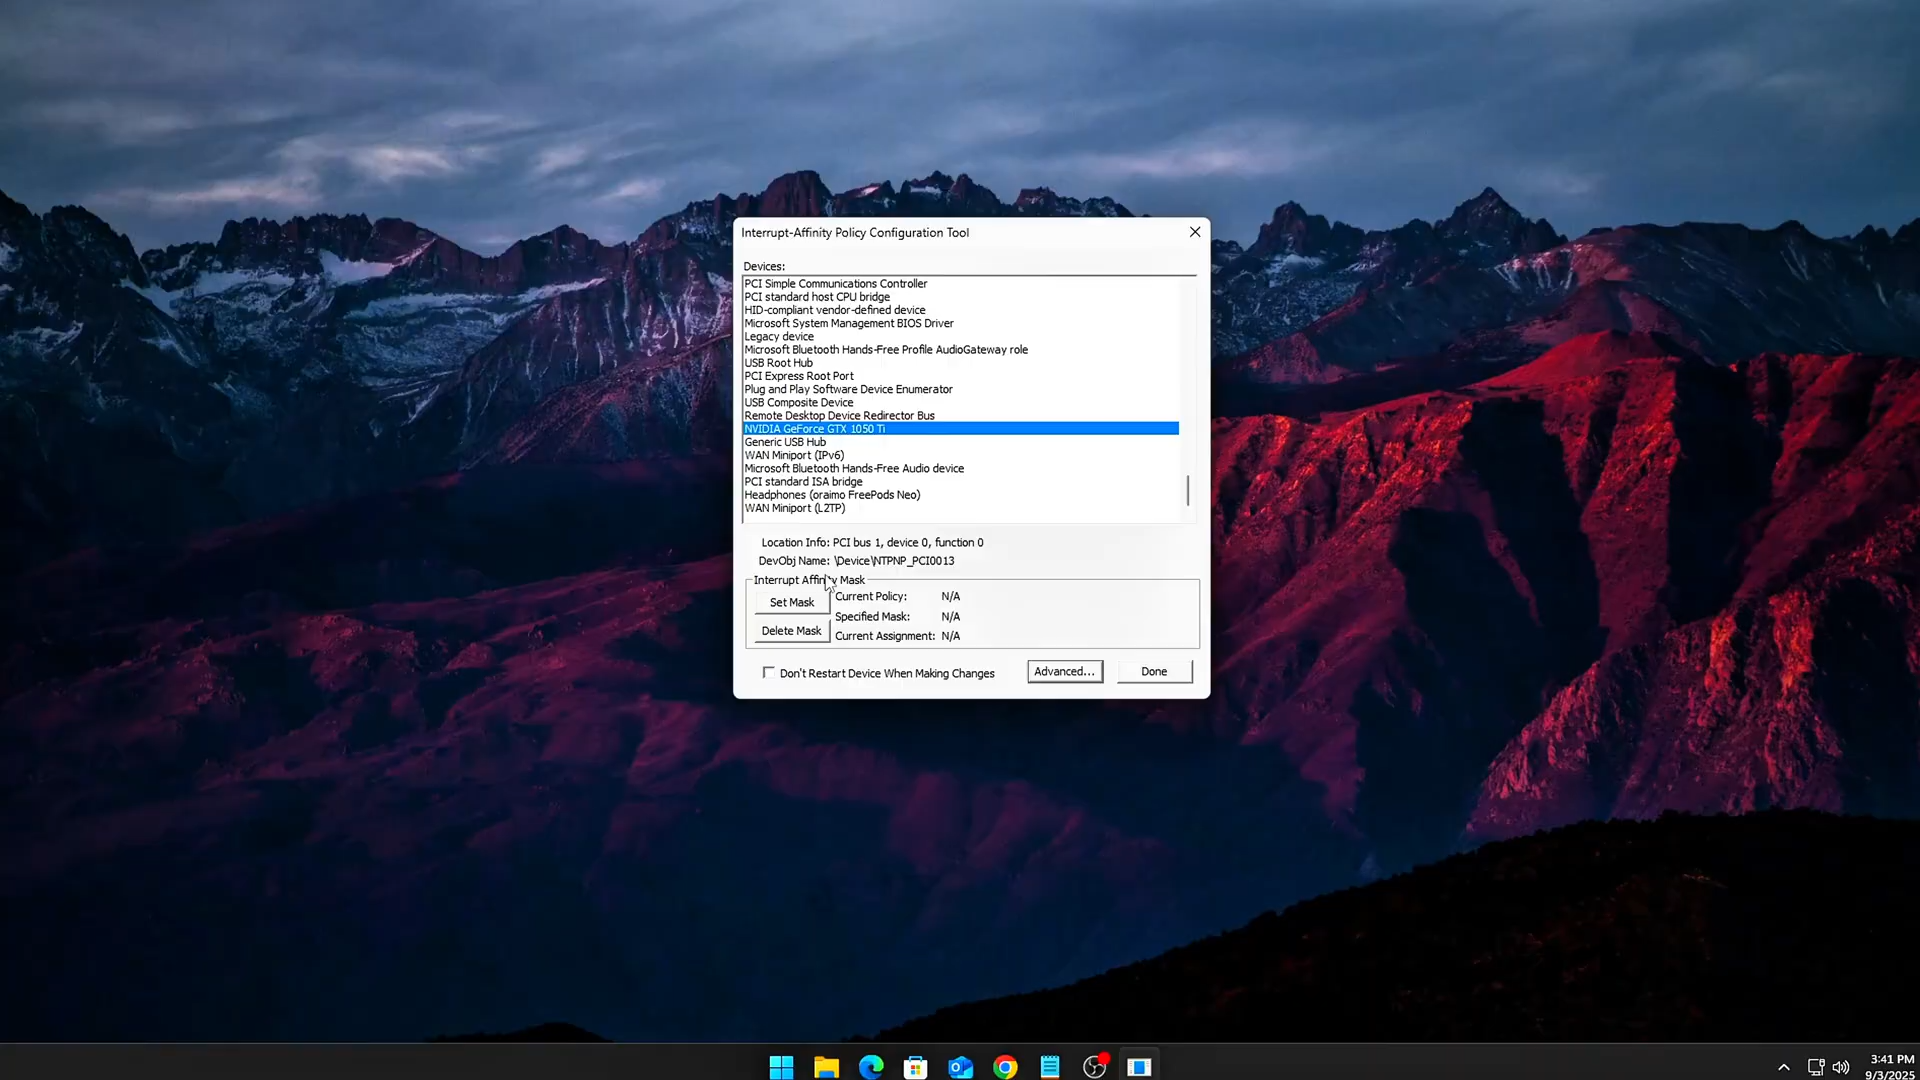 Interrupt-Affinity Policy Configuration Tool
Devices:
PCI Simple Communications Controller
PCI standard host CPU bridge
HID-compliant vendor-defined device
Microsoft System Management BIOS Driver
Legacy device
Microsoft Bluetooth Hands-Free Profile AudioGateway role
USB Root Hub
PCI Express Root Port
Plug and Play Software Device Enumerator
USB Composite Device
Remote Desktop Device Redirector Bus
NVIDIA GeForce GTX 1050 Ti
Generic USB Hub
WAN Miniport (IPv6)
Microsoft Bluetooth Hands-Free Audio device
PCI standard ISA bridge
Headphones (oraimo FreePods Neo)
WAN Miniport (L2TP)
Location Info: PCI bus 1, device 0, function 0
DevObj Name: \Device\NTPNP_PCI0013
Interrupt Affinity Mask
Set Mask
Current Policy: N/A
Specified Mask: N/A
Delete Mask
Current Assignment: N/A
Don't Restart Device When Making Changes
Advanced...
Done
3:41 PM
9/3/2025